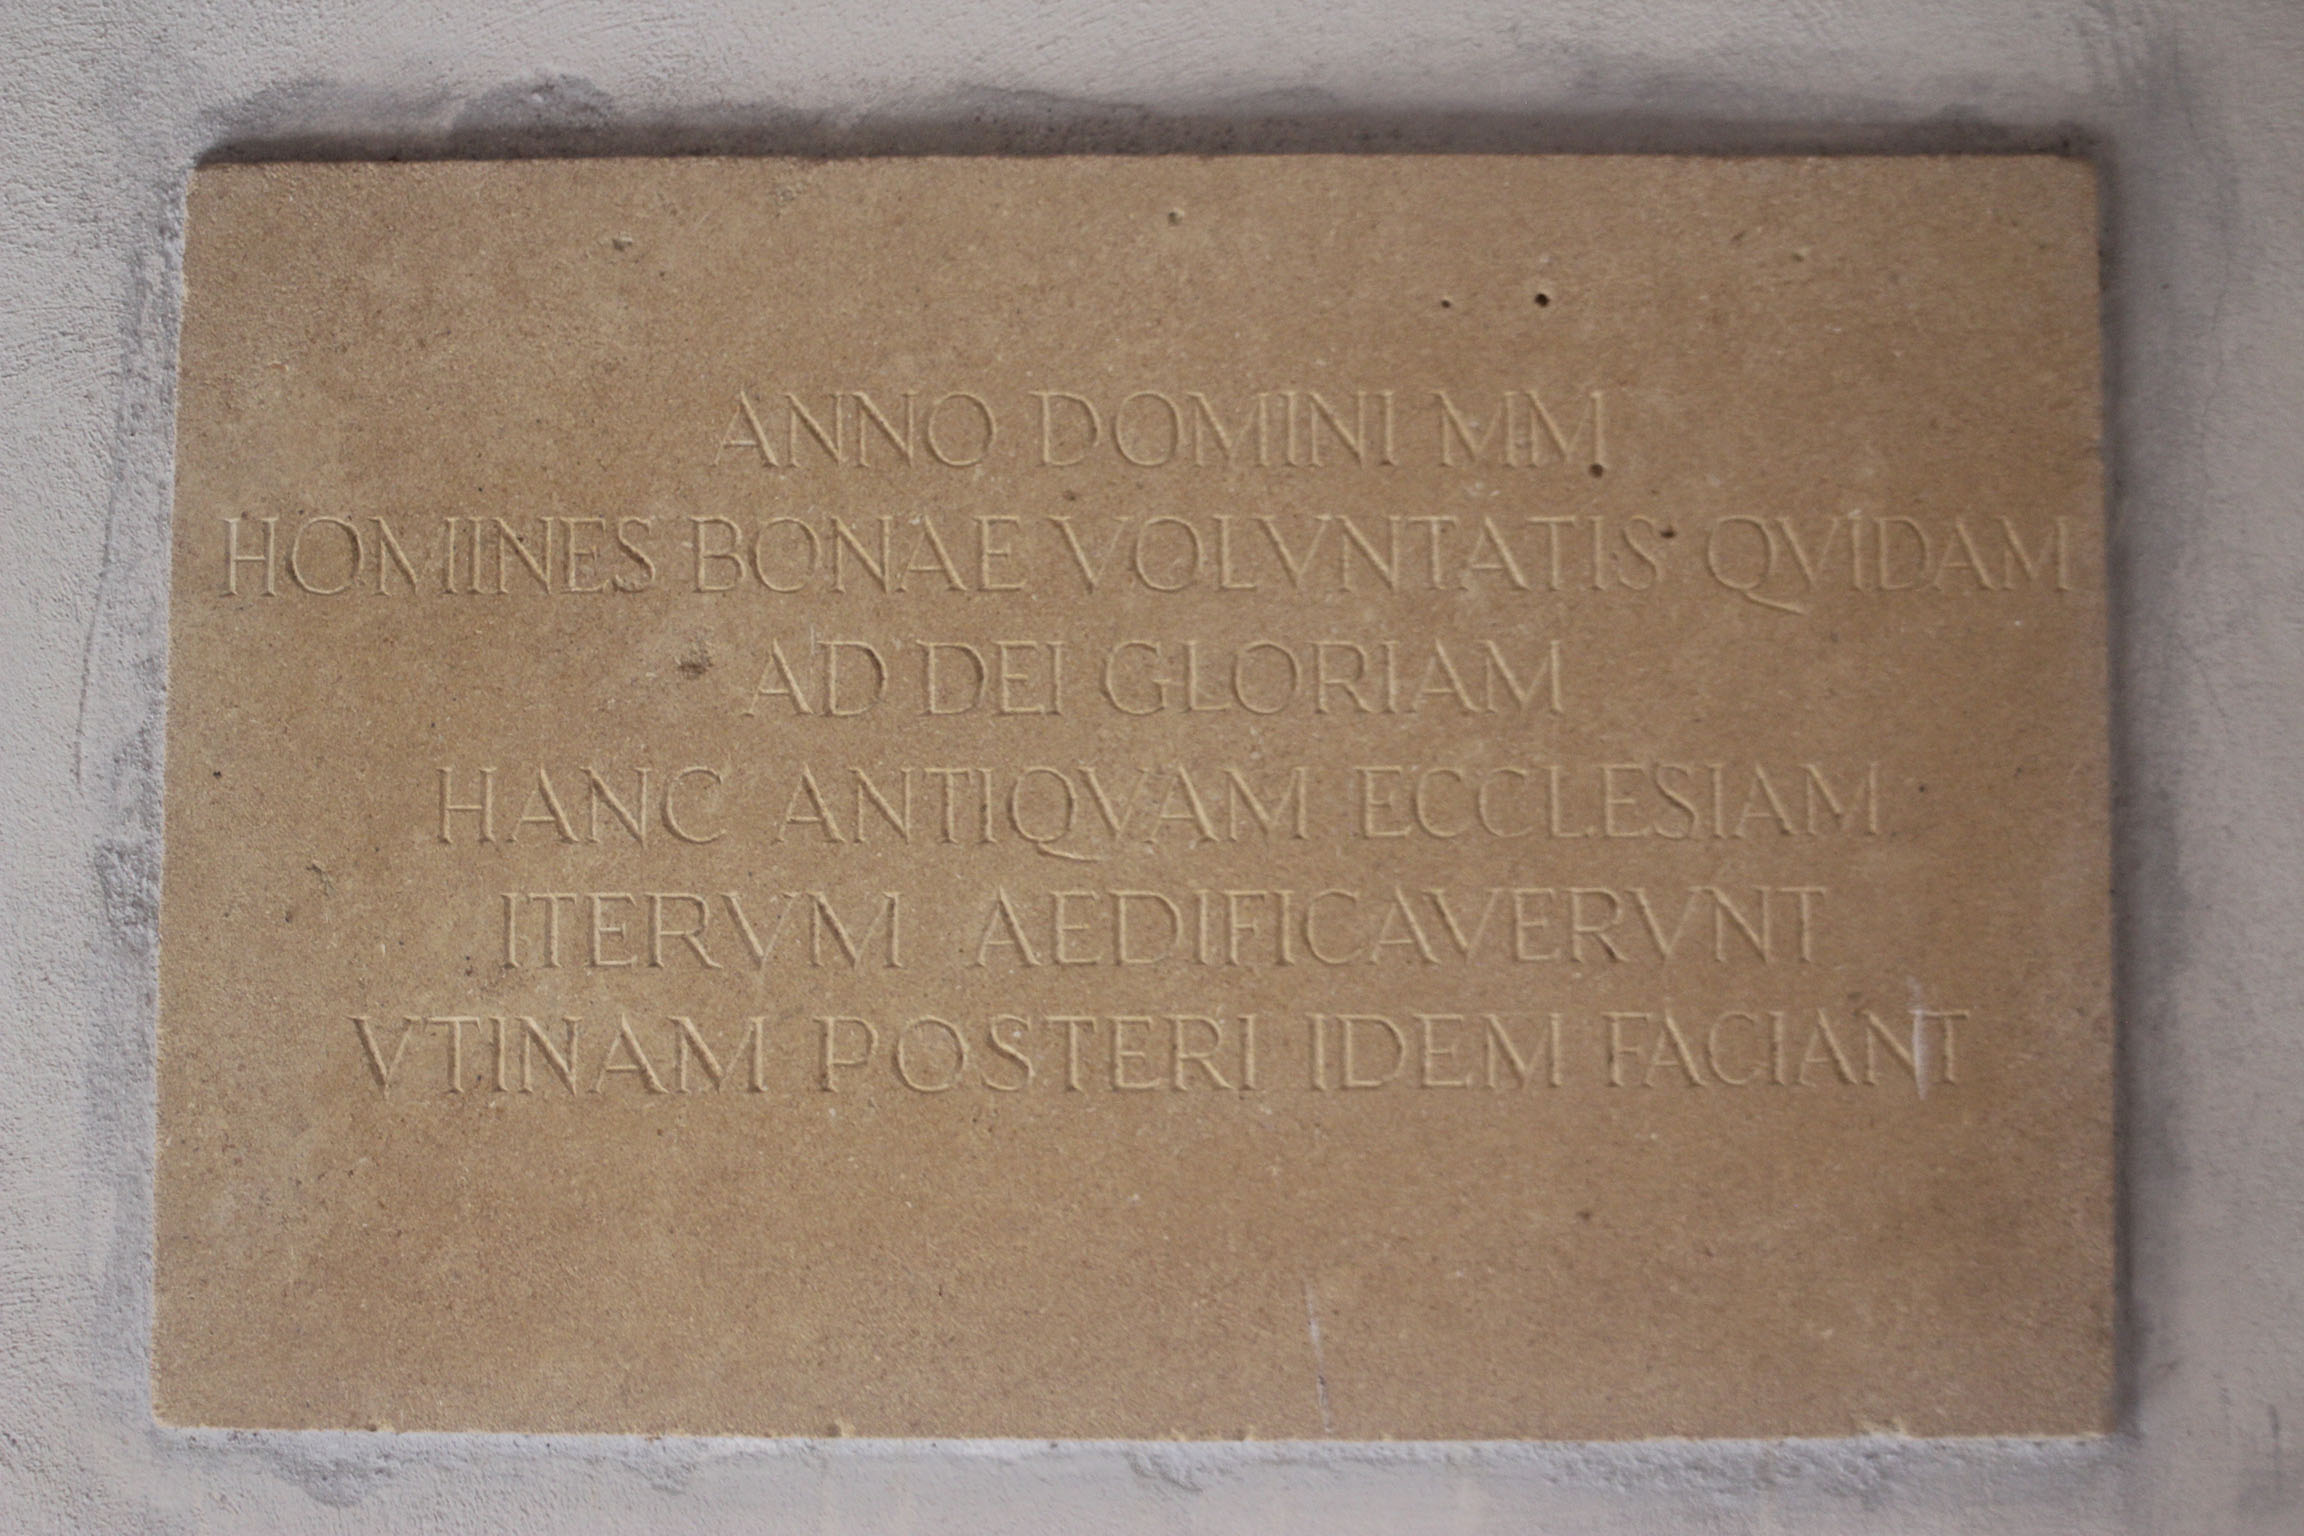 ANNO DOMINI MM
HOMINES BONAE VOLVNTATIS QVIDAM
AD DEI GLORIAM
HANC ANTIQVAM ECCLESIAM
ITERVM AEDIFICAVERVNT
VTINAM POSTERI IDEM FACIANT